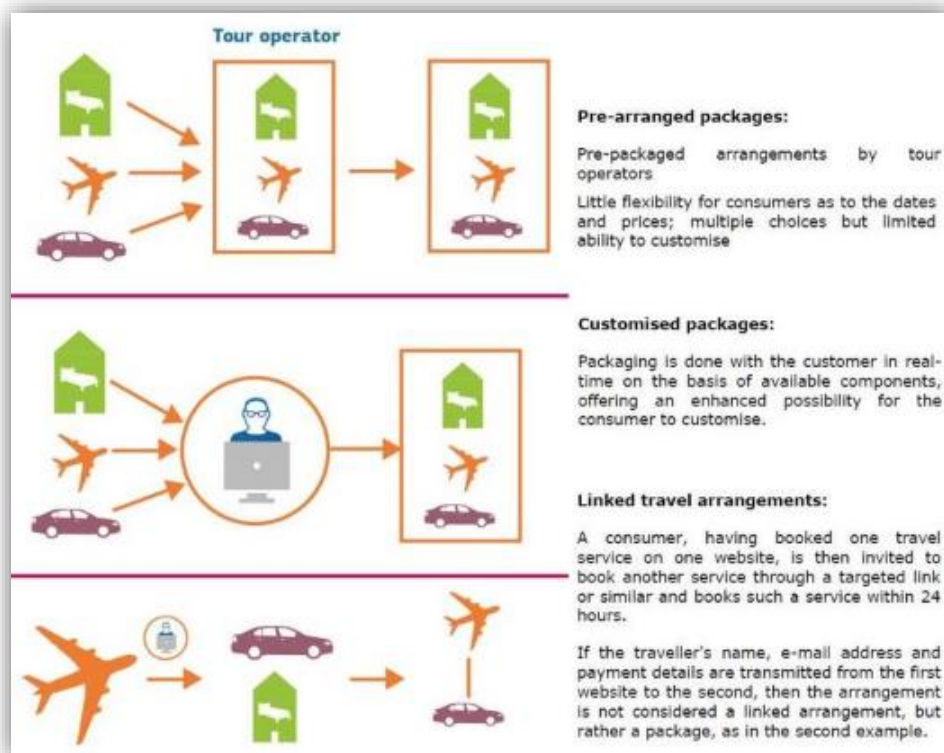 Tour operator
Pre-arranged packages:
Pre-packaged arrangements by tour
operators
Little flexibility for consumers as to the dates
and prices; multiple choices but limited
ability to customise
Customised packages:
Packaging is done with the customer in real-
time on the basis of available components,
offering an enhanced possibility for the
consumer to customise.
Linked travel arrangements:
A consumer, having booked one travel
service on one website, is then invited to
book another service through a targeted link
or similar and books such a service within 24
hours.
If the traveller's name, e-mail address and
payment details are transmitted from the first
website to the second, then the arrangement
is not considered a linked arrangement, but
rather a package, as in the second example.